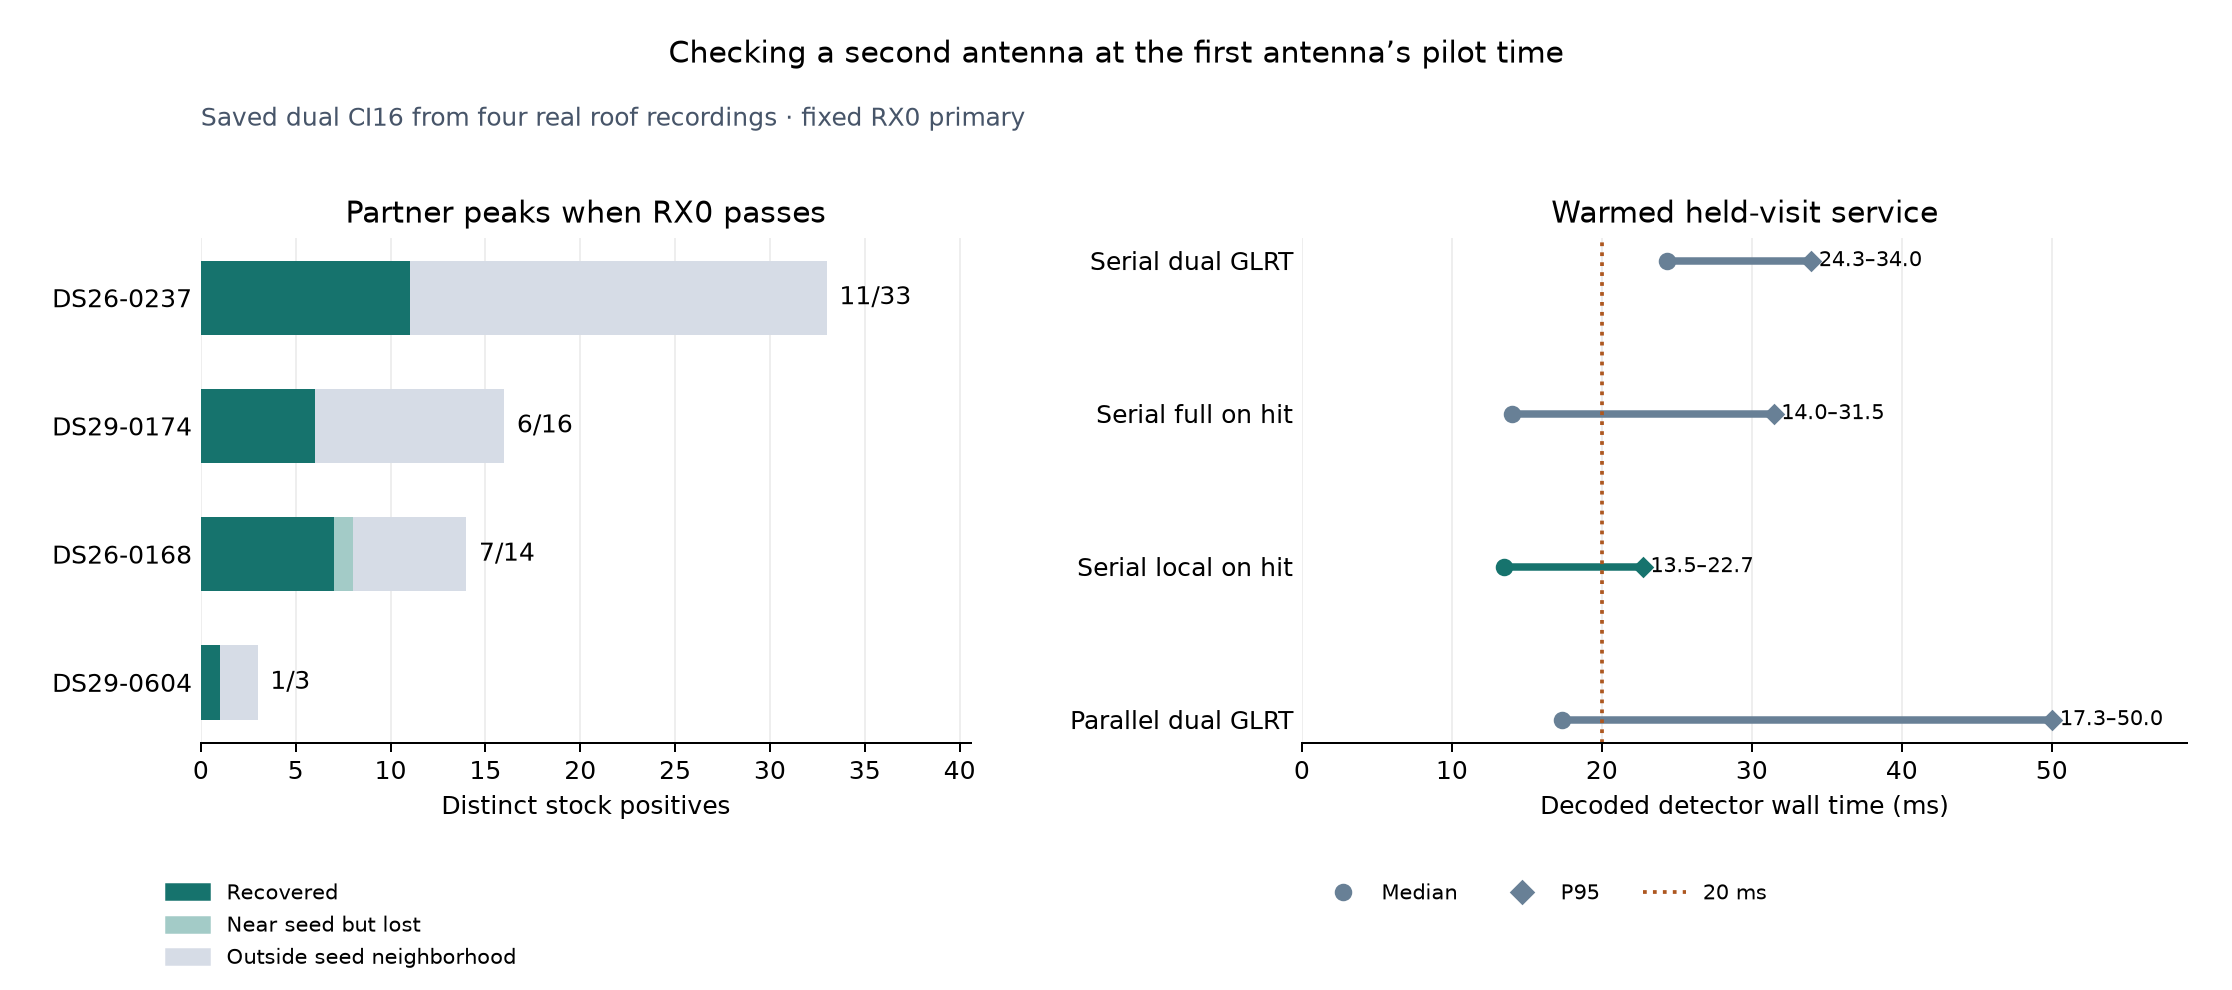 Checking a second antenna at the first antenna’s pilot time
Saved dual CI16 from four real roof recordings · fixed RX0 primary
Partner peaks when RX0 passes
DS26-0237
11/33
DS29-0174
6/16
DS26-0168
7/14
DS29-0604
1/3
0 5 10 15 20 25 30 35 40
Distinct stock positives
Recovered
Near seed but lost
Outside seed neighborhood
Warmed held-visit service
Serial dual GLRT
24.3–34.0
Serial full on hit
14.0–31.5
Serial local on hit
13.5–22.7
Parallel dual GLRT
17.3–50.0
0 10 20 30 40 50
Decoded detector wall time (ms)
Median P95 20 ms